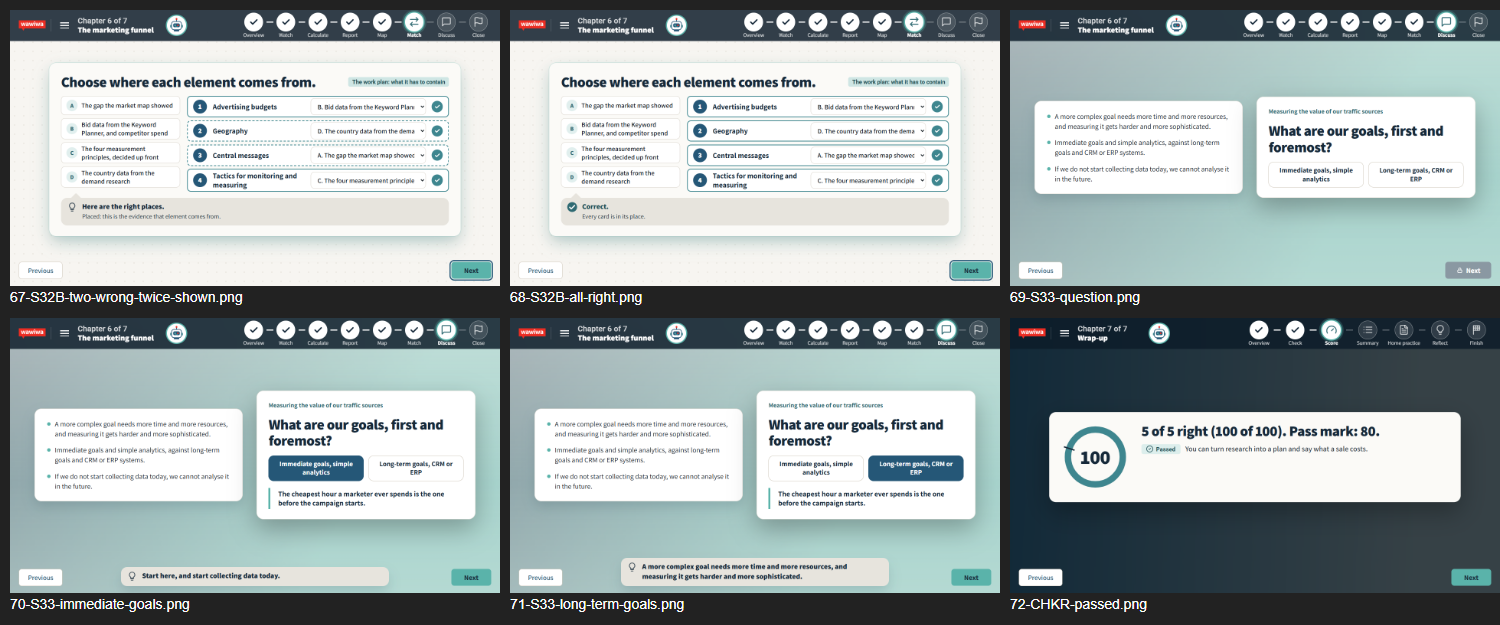 wawiwa
Chapter 6 of 7
The marketing funnel
Overview Watch Calculate Report Map Match Discuss Close
Choose where each element comes from.
The work plan: what it has to contain
A The gap the market map showed
B Bid data from the Keyword
Planner, and competitor spend
C The four measurement
principles, decided up front
D The country data from the
demand research
1 Advertising budgets B. Bid data from the Keyword Plann
2 Geography D. The country data from the dema
3 Central messages A. The gap the market map showed
4 Tactics for monitoring and
measuring C. The four measurement principle
Here are the right places.
Placed: this is the evidence that element comes from.
Previous
Next
67-S32B-two-wrong-twice-shown.png
wawiwa
Chapter 6 of 7
The marketing funnel
Overview Watch Calculate Report Map Match Discuss Close
Choose where each element comes from.
The work plan: what it has to contain
A The gap the market map showed
B Bid data from the Keyword
Planner, and competitor spend
C The four measurement
principles, decided up front
D The country data from the
demand research
1 Advertising budgets B. Bid data from the Keyword Plann
2 Geography D. The country data from the dema
3 Central messages A. The gap the market map showed
4 Tactics for monitoring and
measuring C. The four measurement principle
Correct.
Every card is in its place.
Previous
Next
68-S32B-all-right.png
wawiwa
Chapter 6 of 7
The marketing funnel
Overview Watch Calculate Report Map Match Discuss Close
A more complex goal needs more time and more resources,
and measuring it gets harder and more sophisticated.
Immediate goals and simple analytics, against long-term
goals and CRM or ERP systems.
If we do not start collecting data today, we cannot analyse it
in the future.
Measuring the value of our traffic sources
What are our goals, first and
foremost?
Immediate goals, simple
analytics
Long-term goals, CRM or
ERP
Previous
Next
69-S33-question.png
wawiwa
Chapter 6 of 7
The marketing funnel
Overview Watch Calculate Report Map Match Discuss Close
A more complex goal needs more time and more resources,
and measuring it gets harder and more sophisticated.
Immediate goals and simple analytics, against long-term
goals and CRM or ERP systems.
If we do not start collecting data today, we cannot analyse it
in the future.
Measuring the value of our traffic sources
What are our goals, first and
foremost?
Immediate goals, simple
analytics
Long-term goals, CRM or
ERP
The cheapest hour a marketer ever spends is the one
before the campaign starts.
Start here, and start collecting data today.
Previous
Next
70-S33-immediate-goals.png
wawiwa
Chapter 6 of 7
The marketing funnel
Overview Watch Calculate Report Map Match Discuss Close
A more complex goal needs more time and more resources,
and measuring it gets harder and more sophisticated.
Immediate goals and simple analytics, against long-term
goals and CRM or ERP systems.
If we do not start collecting data today, we cannot analyse it
in the future.
Measuring the value of our traffic sources
What are our goals, first and
foremost?
Immediate goals, simple
analytics
Long-term goals, CRM or
ERP
The cheapest hour a marketer ever spends is the one
before the campaign starts.
A more complex goal needs more time and more resources, and
measuring it gets harder and more sophisticated.
Previous
Next
71-S33-long-term-goals.png
wawiwa
Chapter 7 of 7
Wrap-up
Overview Check Score Summary Home practice Reflect Finish
100
5 of 5 right (100 of 100). Pass mark: 80.
Passed
You can turn research into a plan and say what a sale costs.
Previous
Next
72-CHKR-passed.png